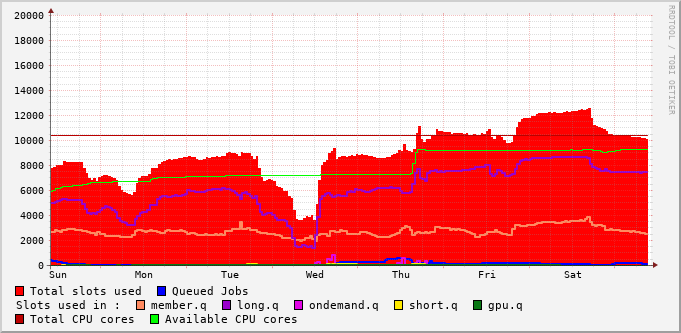 20000
18000
16000
14000
12000
10000
8000
6000
4000
2000
0
Sun Mon Tue Wed Thu Fri Sat
RRDTOOL / TOBI OETIKER
Total slots used Queued Jobs
Slots used in : member.q long.q ondemand.q short.q gpu.q
Total CPU cores Available CPU cores